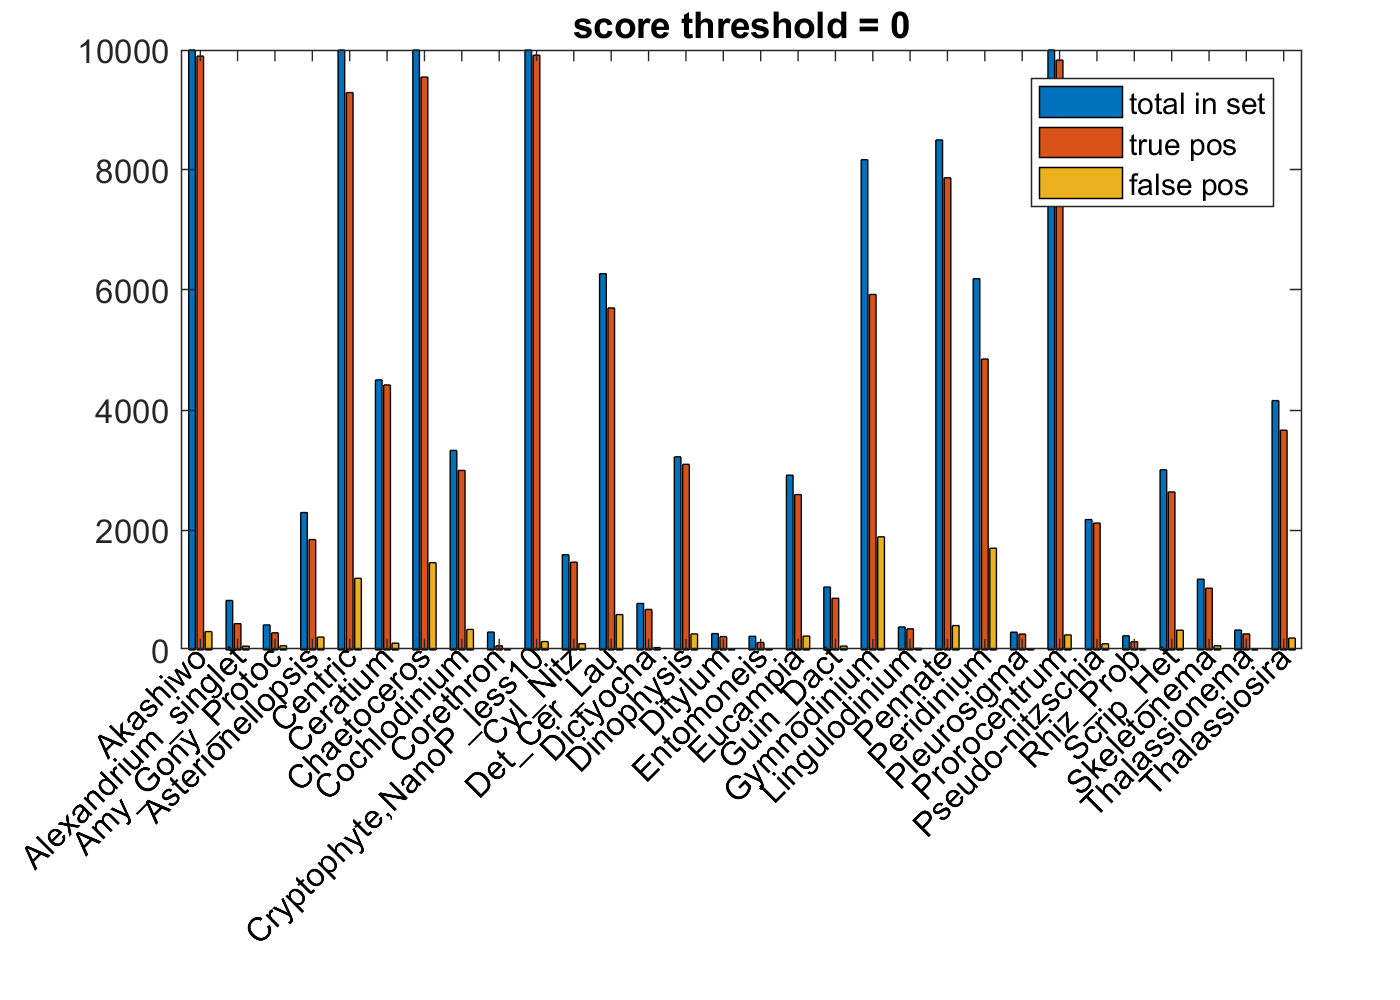 score threshold = 0
10000
8000
6000
4000
2000
0
total in set
true pos
false pos
Akashiwo
Alexandrium_singlet
Amy_Gony_Protoc
Asterionellopsis
Centric
Ceratium
Chaetoceros
Cochlodinium
Corethron
Cryptophyte,NanoP_less10
Cyl_Nitz
Det_Cer_Lau
Dictyocha
Dinophysis
Ditylum
Entomoneis
Eucampia
Guin_Dact
Gymnodinium
Lingulodinium
Pennate
Peridinium
Pleurosigma
Prorocentrum
Pseudo-nitzschia
Rhiz_Prob
Scrip_Het
Skeletonema
Thalassionema
Thalassiosira